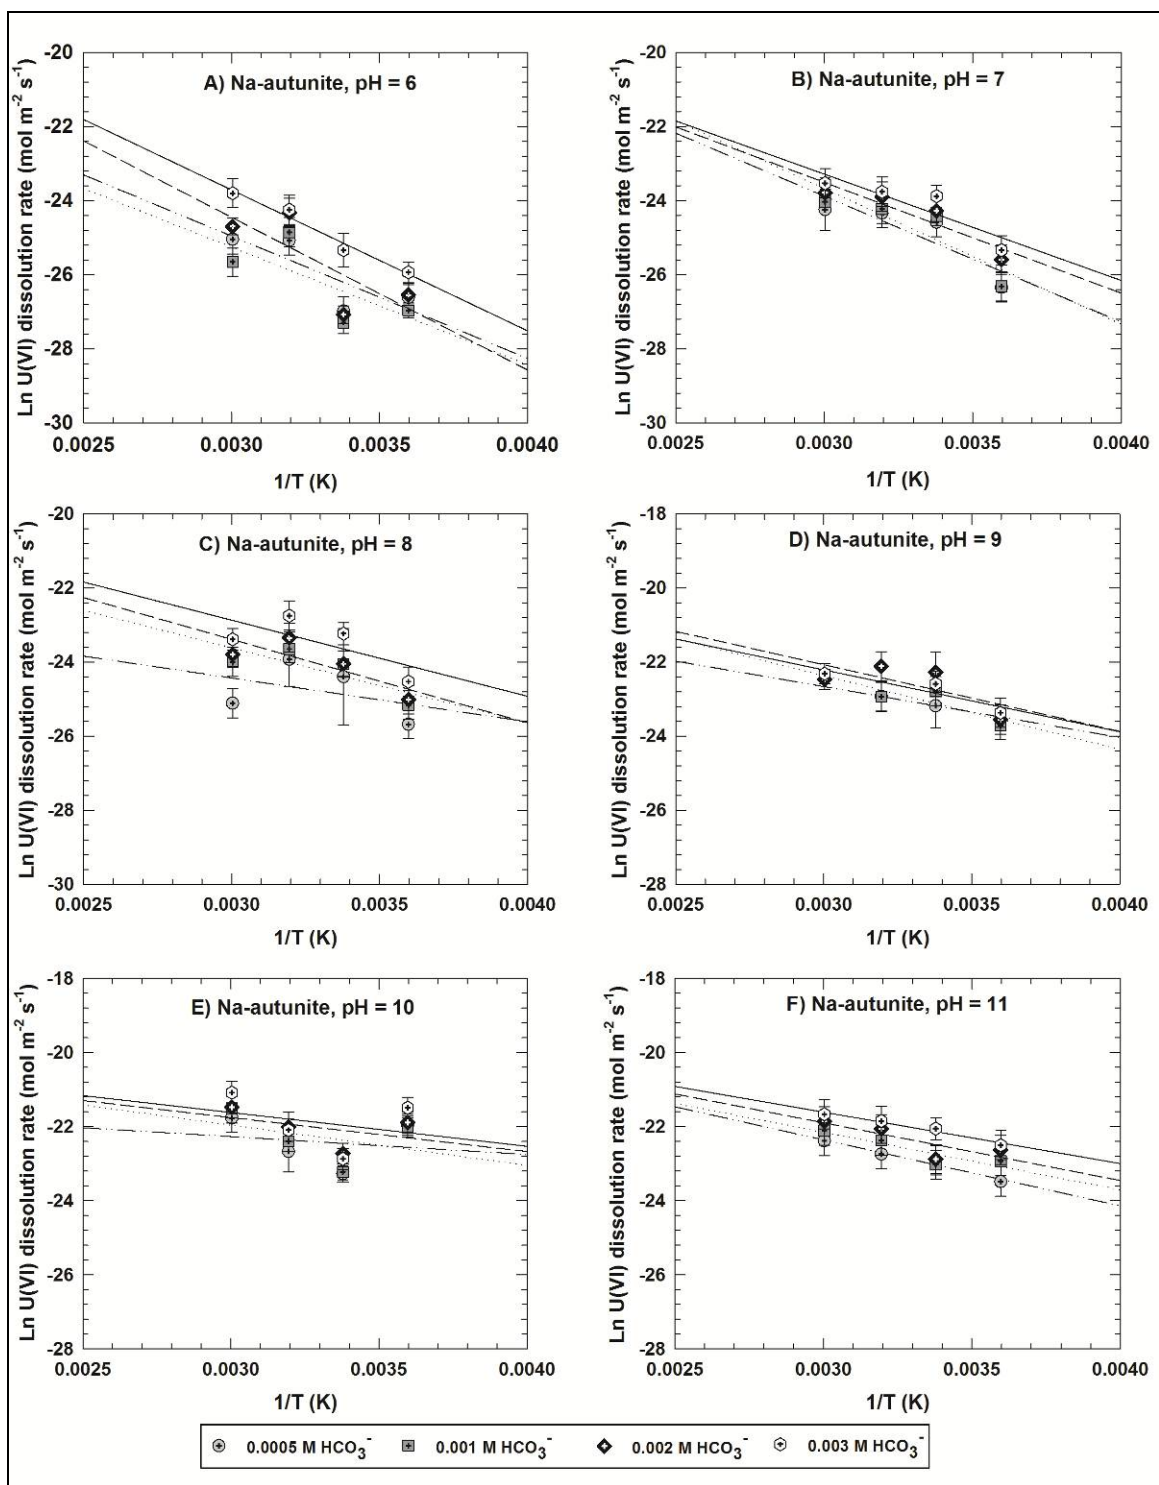 A) Na-autunite, pH = 6
Ln U(VI) dissolution rate (mol m⁻² s⁻¹)
-20
-22
-24
-26
-28
-30
0.0025 0.0030 0.0035 0.0040
1/T (K)
B) Na-autunite, pH = 7
Ln U(VI) dissolution rate (mol m⁻² s⁻¹)
-20
-22
-24
-26
-28
-30
0.0025 0.0030 0.0035 0.0040
1/T (K)
C) Na-autunite, pH = 8
Ln U(VI) dissolution rate (mol m⁻² s⁻¹)
-20
-22
-24
-26
-28
-30
0.0025 0.0030 0.0035 0.0040
1/T (K)
D) Na-autunite, pH = 9
Ln U(VI) dissolution rate (mol m⁻² s⁻¹)
-18
-20
-22
-24
-26
-28
0.0025 0.0030 0.0035 0.0040
1/T (K)
E) Na-autunite, pH = 10
Ln U(VI) dissolution rate (mol m⁻² s⁻¹)
-18
-20
-22
-24
-26
-28
0.0025 0.0030 0.0035 0.0040
1/T (K)
F) Na-autunite, pH = 11
Ln U(VI) dissolution rate (mol m⁻² s⁻¹)
-18
-20
-22
-24
-26
-28
0.0025 0.0030 0.0035 0.0040
1/T (K)
0.0005 M HCO₃⁻ 0.001 M HCO₃⁻ 0.002 M HCO₃⁻ 0.003 M HCO₃⁻